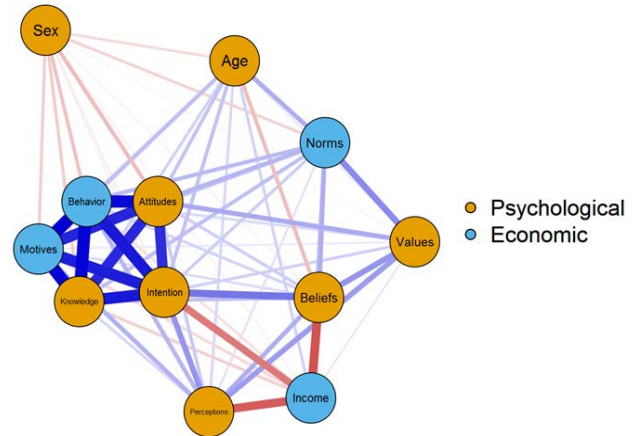 Sex
Age
Norms
Behavior
Attitudes
Psychological
Economic
Motives
Values
Knowledge
Intention
Beliefs
Perceptions
Income